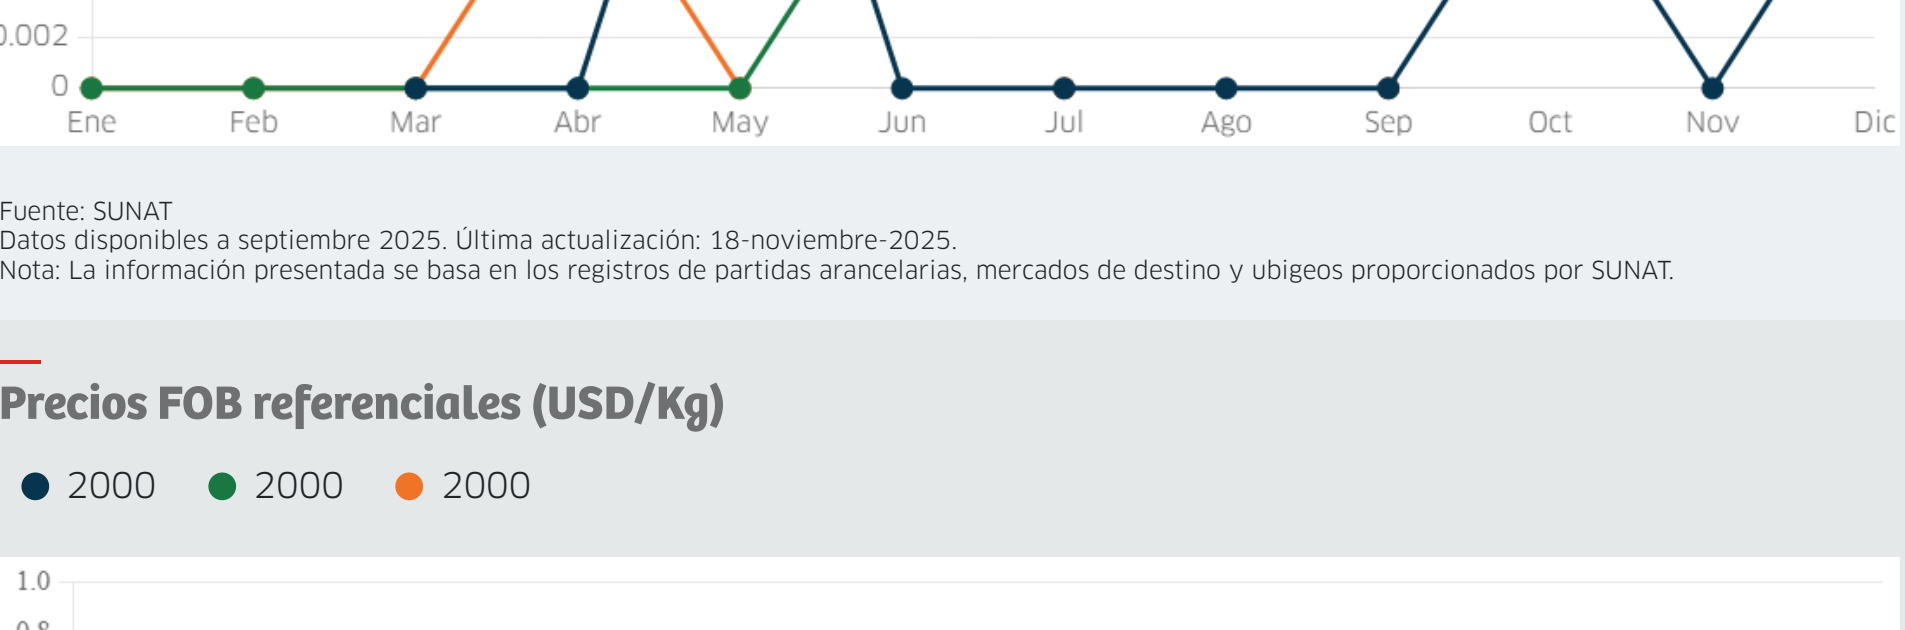 0.002
0
Ene Feb Mar Abr May Jun Jul Ago Sep Oct Nov Dic
Fuente: SUNAT
Datos disponibles a septiembre 2025. Última actualización: 18-noviembre-2025.
Nota: La información presentada se basa en los registros de partidas arancelarias, mercados de destino y ubigeos proporcionados por SUNAT.
Precios FOB referenciales (USD/Kg)
2000 2000 2000
1.0
0.8